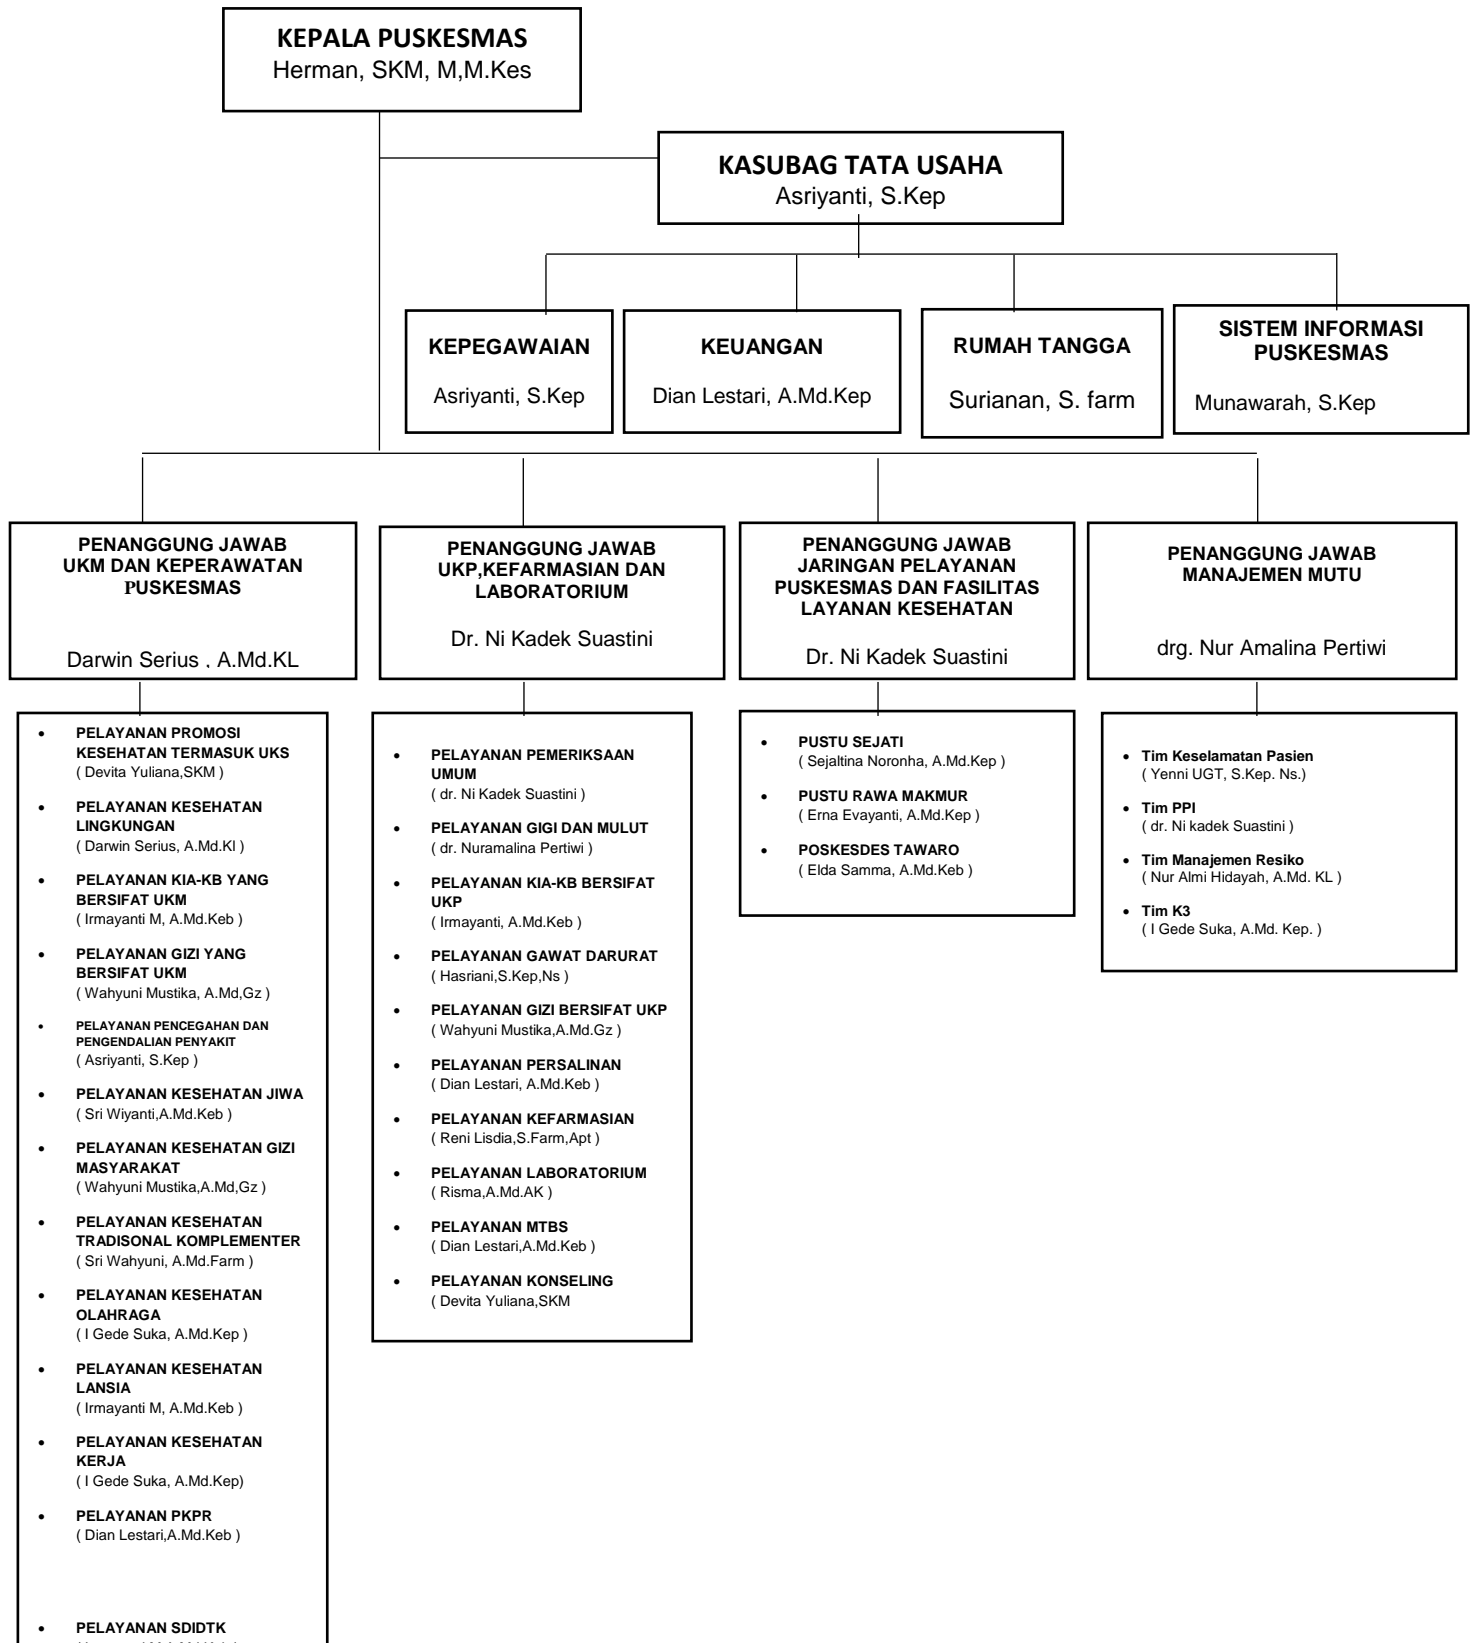 KEPALA PUSKESMAS
Herman, SKM, M,M.Kes
KASUBAG TATA USAHA
Asriyanti, S.Kep
KEPEGAWAIAN
Asriyanti, S.Kep
KEUANGAN
Dian Lestari, A.Md.Kep
RUMAH TANGGA
Surianan, S. farm
SISTEM INFORMASI
PUSKESMAS
Munawarah, S.Kep
PENANGGUNG JAWAB
UKM DAN KEPERAWATAN
PUSKESMAS
Darwin Serius , A.Md.KL
PENANGGUNG JAWAB
UKP,KEFARMASIAN DAN
LABORATORIUM
Dr. Ni Kadek Suastini
PENANGGUNG JAWAB
JARINGAN PELAYANAN
PUSKESMAS DAN FASILITAS
LAYANAN KESEHATAN
Dr. Ni Kadek Suastini
PENANGGUNG JAWAB
MANAJEMEN MUTU
drg. Nur Amalina Pertiwi
• PELAYANAN PROMOSI
KESEHATAN TERMASUK UKS
( Devita Yuliana,SKM )
• PELAYANAN KESEHATAN
LINGKUNGAN
( Darwin Serius, A.Md.Kl )
• PELAYANAN KIA-KB YANG
BERSIFAT UKM
( Irmayanti M, A.Md.Keb )
• PELAYANAN GIZI YANG
BERSIFAT UKM
( Wahyuni Mustika, A.Md,Gz )
• PELAYANAN PENCEGAHAN DAN
PENGENDALIAN PENYAKIT
( Asriyanti, S.Kep )
• PELAYANAN KESEHATAN JIWA
( Sri Wiyanti,A.Md.Keb )
• PELAYANAN KESEHATAN GIZI
MASYARAKAT
( Wahyuni Mustika,A.Md,Gz )
• PELAYANAN KESEHATAN
TRADISONAL KOMPLEMENTER
( Sri Wahyuni, A.Md.Farm )
• PELAYANAN KESEHATAN
OLAHRAGA
( I Gede Suka, A.Md.Kep )
• PELAYANAN KESEHATAN
LANSIA
( Irmayanti M, A.Md.Keb )
• PELAYANAN KESEHATAN
KERJA
( I Gede Suka, A.Md.Kep)
• PELAYANAN PKPR
( Dian Lestari,A.Md.Keb )
• PELAYANAN SDIDTK
• PELAYANAN PEMERIKSAAN
UMUM
( dr. Ni Kadek Suastini )
• PELAYANAN GIGI DAN MULUT
( dr. Nuramalina Pertiwi )
• PELAYANAN KIA-KB BERSIFAT
UKP
( Irmayanti, A.Md.Keb )
• PELAYANAN GAWAT DARURAT
( Hasriani,S.Kep,Ns )
• PELAYANAN GIZI BERSIFAT UKP
( Wahyuni Mustika,A.Md.Gz )
• PELAYANAN PERSALINAN
( Dian Lestari, A.Md.Keb )
• PELAYANAN KEFARMASIAN
( Reni Lisdia,S.Farm,Apt )
• PELAYANAN LABORATORIUM
( Risma,A.Md.AK )
• PELAYANAN MTBS
( Dian Lestari,A.Md.Keb )
• PELAYANAN KONSELING
( Devita Yuliana,SKM
• PUSTU SEJATI
( Sejaltina Noronha, A.Md.Kep )
• PUSTU RAWA MAKMUR
( Erna Evayanti, A.Md.Kep )
• POSKESDES TAWARO
( Elda Samma, A.Md.Keb )
• Tim Keselamatan Pasien
( Yenni UGT, S.Kep. Ns.)
• Tim PPI
( dr. Ni kadek Suastini )
• Tim Manajemen Resiko
( Nur Almi Hidayah, A.Md. KL )
• Tim K3
( I Gede Suka, A.Md. Kep. )